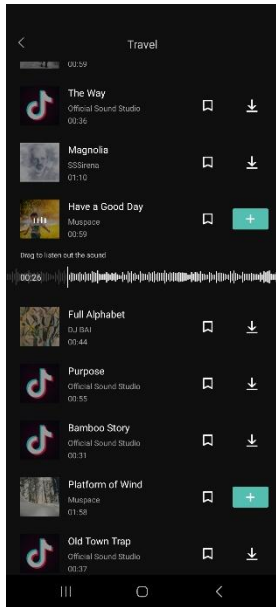 Travel
00:59
The Way
Official Sound Studio
00:36
Magnolia
SSSirena
01:10
Have a Good Day
Muspace
00:59
Drag to listen out the sound
00:26
Full Alphabet
DJ BAI
00:44
Purpose
Official Sound Studio
00:55
Bamboo Story
Official Sound Studio
00:31
Platform of Wind
Muspace
01:58
Old Town Trap
Official Sound Studio
00:37